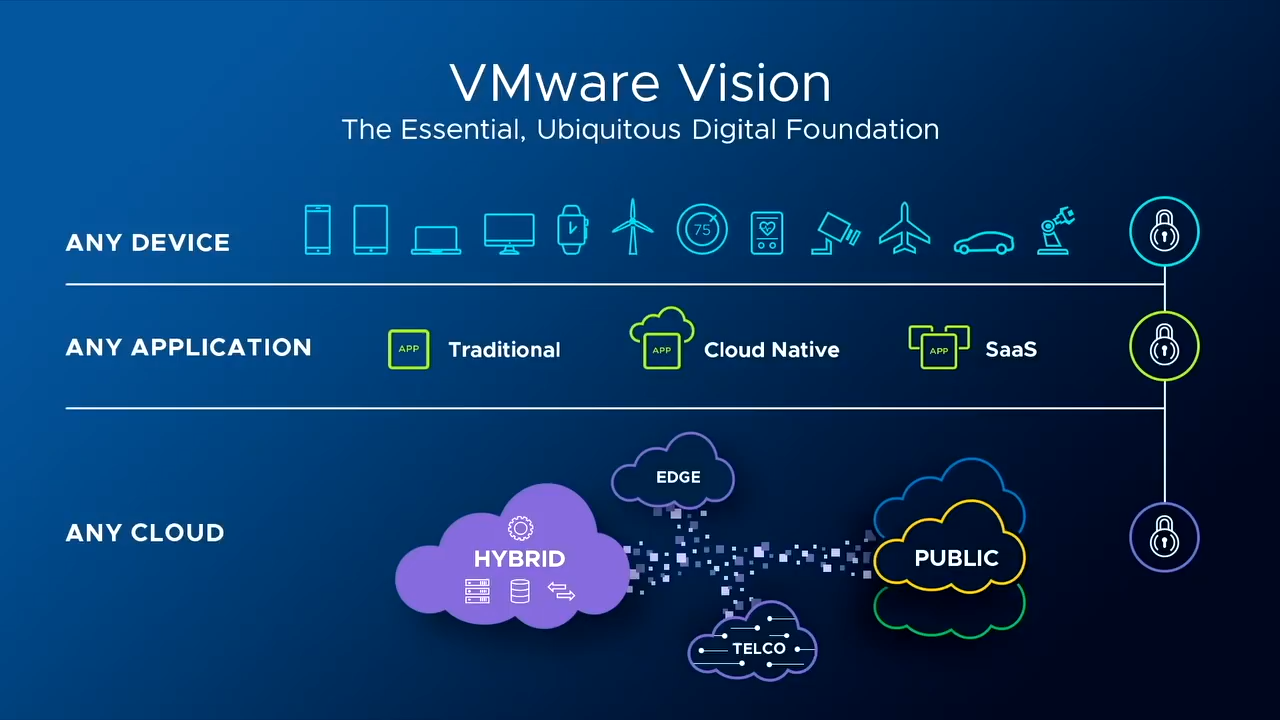 VMware Vision
The Essential, Ubiquitous Digital Foundation
ANY DEVICE
75
ANY APPLICATION
APP
Traditional
APP
Cloud Native
APP
SaaS
ANY CLOUD
EDGE
HYBRID
PUBLIC
TELCO